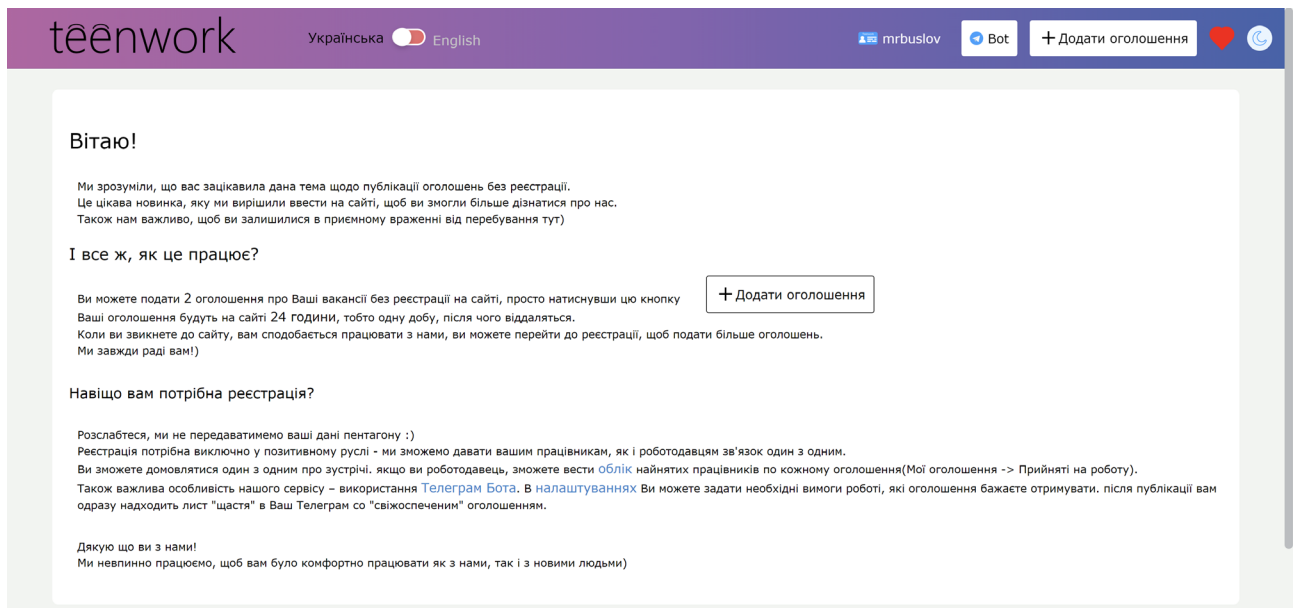 teenwork
Українська English
mrbuslov
Bot
+ Додати оголошення
Вітаю!
Ми зрозуміли, що вас зацікавила дана тема щодо публікації оголошень без реєстрації.
Це цікава новинка, яку ми вирішили ввести на сайті, щоб ви змогли більше дізнатися про нас.
Також нам важливо, щоб ви залишилися в приємному враженні від перебування тут)
І все ж, як це працює?
Ви можете подати 2 оголошення про Ваші вакансії без реєстрації на сайті, просто натиснувши цю кнопку + Додати оголошення
Ваші оголошення будуть на сайті 24 години, тобто одну добу, після чого віддаляться.
Коли ви звикнете до сайту, вам сподобається працювати з нами, ви можете перейти до реєстрації, щоб подати більше оголошень.
Ми завжди раді вам!)
Навіщо вам потрібна реєстрація?
Розслабтеся, ми не передаватимемо ваші дані пентагону :)
Реєстрація потрібна виключно у позитивному руслі - ми зможемо давати вашим працівникам, як і роботодавцям зв'язок один з одним.
Ви зможете домовлятися один з одним про зустрічі. якщо ви роботодавець, зможете вести облік найнятих працівників по кожному оголошення(Мої оголошення -> Прийняті на роботу).
Також важлива особливість нашого сервісу – використання Телеграм Бота. В налаштуваннях Ви можете задати необхідні вимоги роботі, які оголошення бажаєте отримувати. після публікації вам
одразу надходить лист "щастя" в Ваш Телеграм со "свіжоспеченим" оголошенням.
Дякую що ви з нами!
Ми невпинно працюємо, щоб вам було комфортно працювати як з нами, так і з новими людьми)